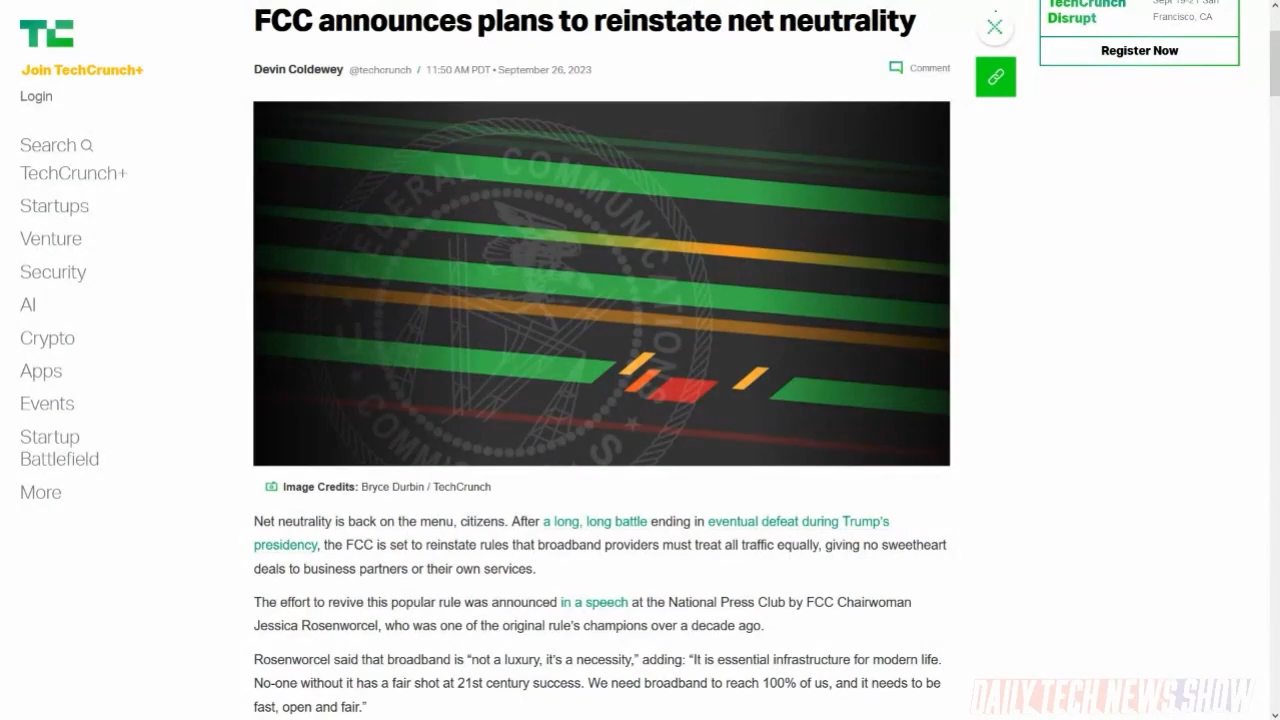 FCC announces plans to reinstate net neutrality
Devin Coldewey @techcrunch / 11:50 AM PDT • September 26, 2023
Comment
TC
Join TechCrunch+
Login
Search
TechCrunch+
Startups
Venture
Security
AI
Crypto
Apps
Events
Startup
Battlefield
More
TechCrunch
Disrupt
Sept 19-21 San
Francisco, CA
Register Now
FEDERAL COMMUNICATIONS COMMISSION
Image Credits: Bryce Durbin / TechCrunch
Net neutrality is back on the menu, citizens. After a long, long battle ending in eventual defeat during Trump's
presidency, the FCC is set to reinstate rules that broadband providers must treat all traffic equally, giving no sweetheart
deals to business partners or their own services.
The effort to revive this popular rule was announced in a speech at the National Press Club by FCC Chairwoman
Jessica Rosenworcel, who was one of the original rule's champions over a decade ago.
Rosenworcel said that broadband is “not a luxury, it's a necessity,” adding: “It is essential infrastructure for modern life.
No-one without it has a fair shot at 21st century success. We need broadband to reach 100% of us, and it needs to be
fast, open and fair.”
DAILY TECH NEWS SHOW